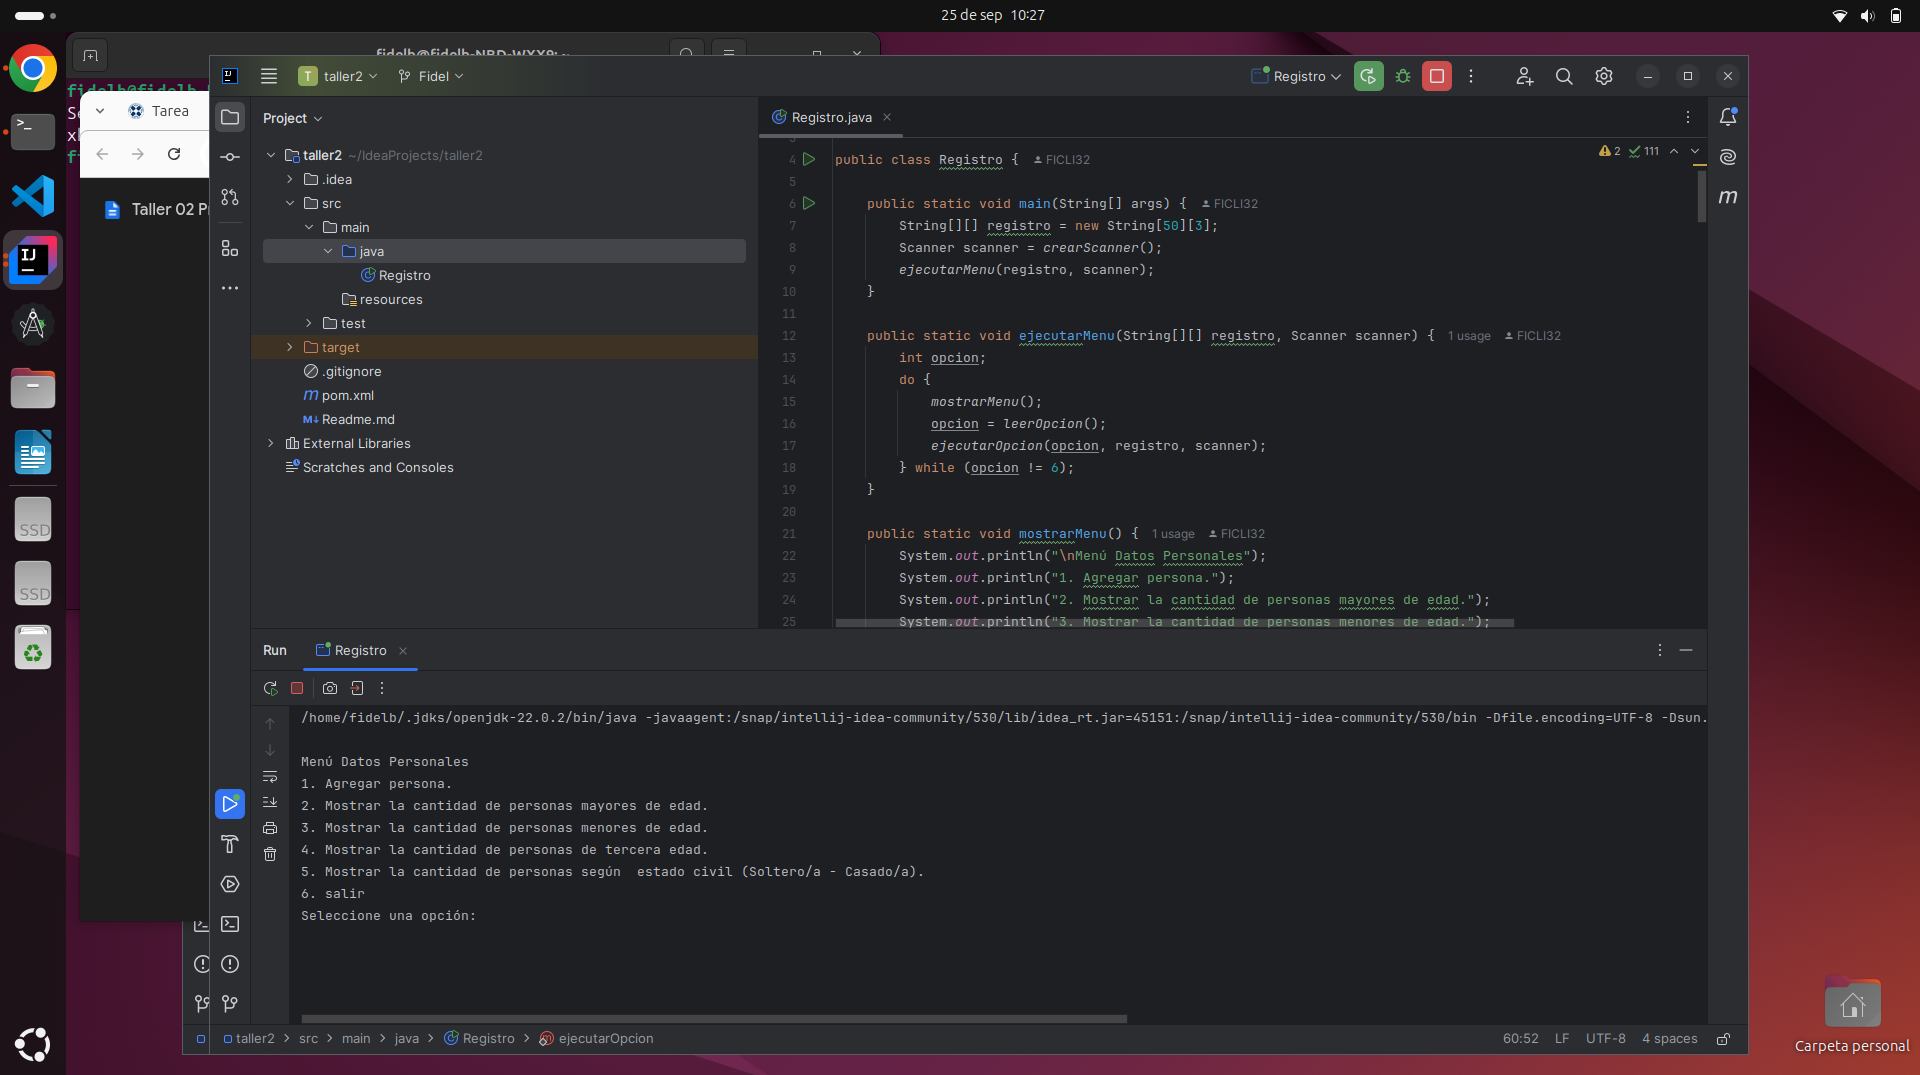 25 de sep 10:27
fidelb@fidelb-NBD-WXX9: ~
taller2
Fidel
Registro
Tarea
Taller 02 P
Project
taller2 ~/IdeaProjects/taller2
.idea
src
main
java
Registro
resources
test
target
.gitignore
pom.xml
Readme.md
External Libraries
Scratches and Consoles
Registro.java
2 111
4 public class Registro { FICLI32
5
6 public static void main(String[] args) { FICLI32
7 String[][] registro = new String[50][3];
8 Scanner scanner = crearScanner();
9 ejecutarMenu(registro, scanner);
10 }
11
12 public static void ejecutarMenu(String[][] registro, Scanner scanner) { 1 usage FICLI32
13 int opcion;
14 do {
15 mostrarMenu();
16 opcion = leerOpcion();
17 ejecutarOpcion(opcion, registro, scanner);
18 } while (opcion != 6);
19 }
20
21 public static void mostrarMenu() { 1 usage FICLI32
22 System.out.println("\nMenú Datos Personales");
23 System.out.println("1. Agregar persona.");
24 System.out.println("2. Mostrar la cantidad de personas mayores de edad.");
25 System.out.println("3. Mostrar la cantidad de personas menores de edad.");
Run Registro
/home/fidelb/.jdks/openjdk-22.0.2/bin/java -javaagent:/snap/intellij-idea-community/530/lib/idea_rt.jar=45151:/snap/intellij-idea-community/530/bin -Dfile.encoding=UTF-8 -Dsun.
Menú Datos Personales
1. Agregar persona.
2. Mostrar la cantidad de personas mayores de edad.
3. Mostrar la cantidad de personas menores de edad.
4. Mostrar la cantidad de personas de tercera edad.
5. Mostrar la cantidad de personas según  estado civil (Soltero/a - Casado/a).
6. salir
Seleccione una opción:
taller2 > src > main > java > Registro > ejecutarOpcion
60:52 LF UTF-8 4 spaces
SSD
SSD
Carpeta personal